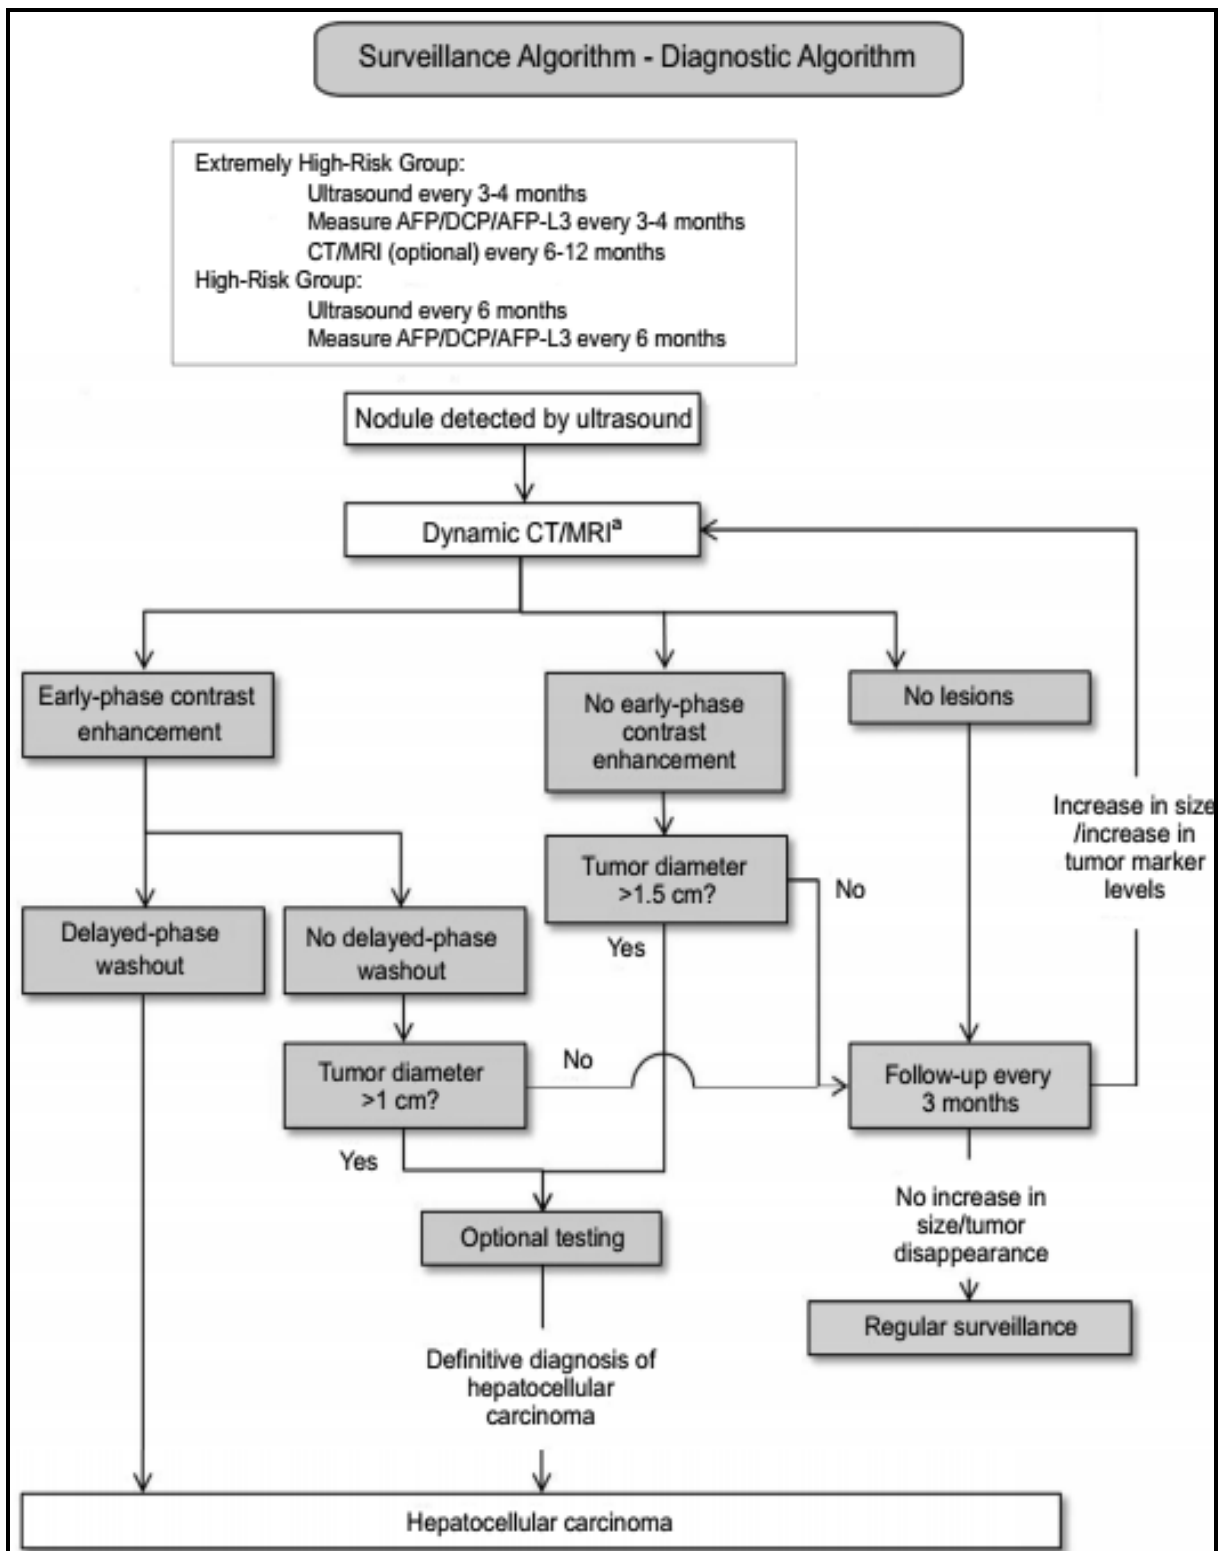 Surveillance Algorithm - Diagnostic Algorithm
Extremely High-Risk Group:
Ultrasound every 3-4 months
Measure AFP/DCP/AFP-L3 every 3-4 months
CT/MRI (optional) every 6-12 months
High-Risk Group:
Ultrasound every 6 months
Measure AFP/DCP/AFP-L3 every 6 months
Nodule detected by ultrasound
Dynamic CT/MRIa
Early-phase contrast
enhancement
No early-phase
contrast
enhancement
No lesions
Increase in size
/increase in
tumor marker
levels
Tumor diameter
>1.5 cm?
No
Yes
Delayed-phase
washout
No delayed-phase
washout
Tumor diameter
>1 cm?
No
Yes
Follow-up every
3 months
Optional testing
No increase in
size/tumor
disappearance
Regular surveillance
Definitive diagnosis of
hepatocellular
carcinoma
Hepatocellular carcinoma